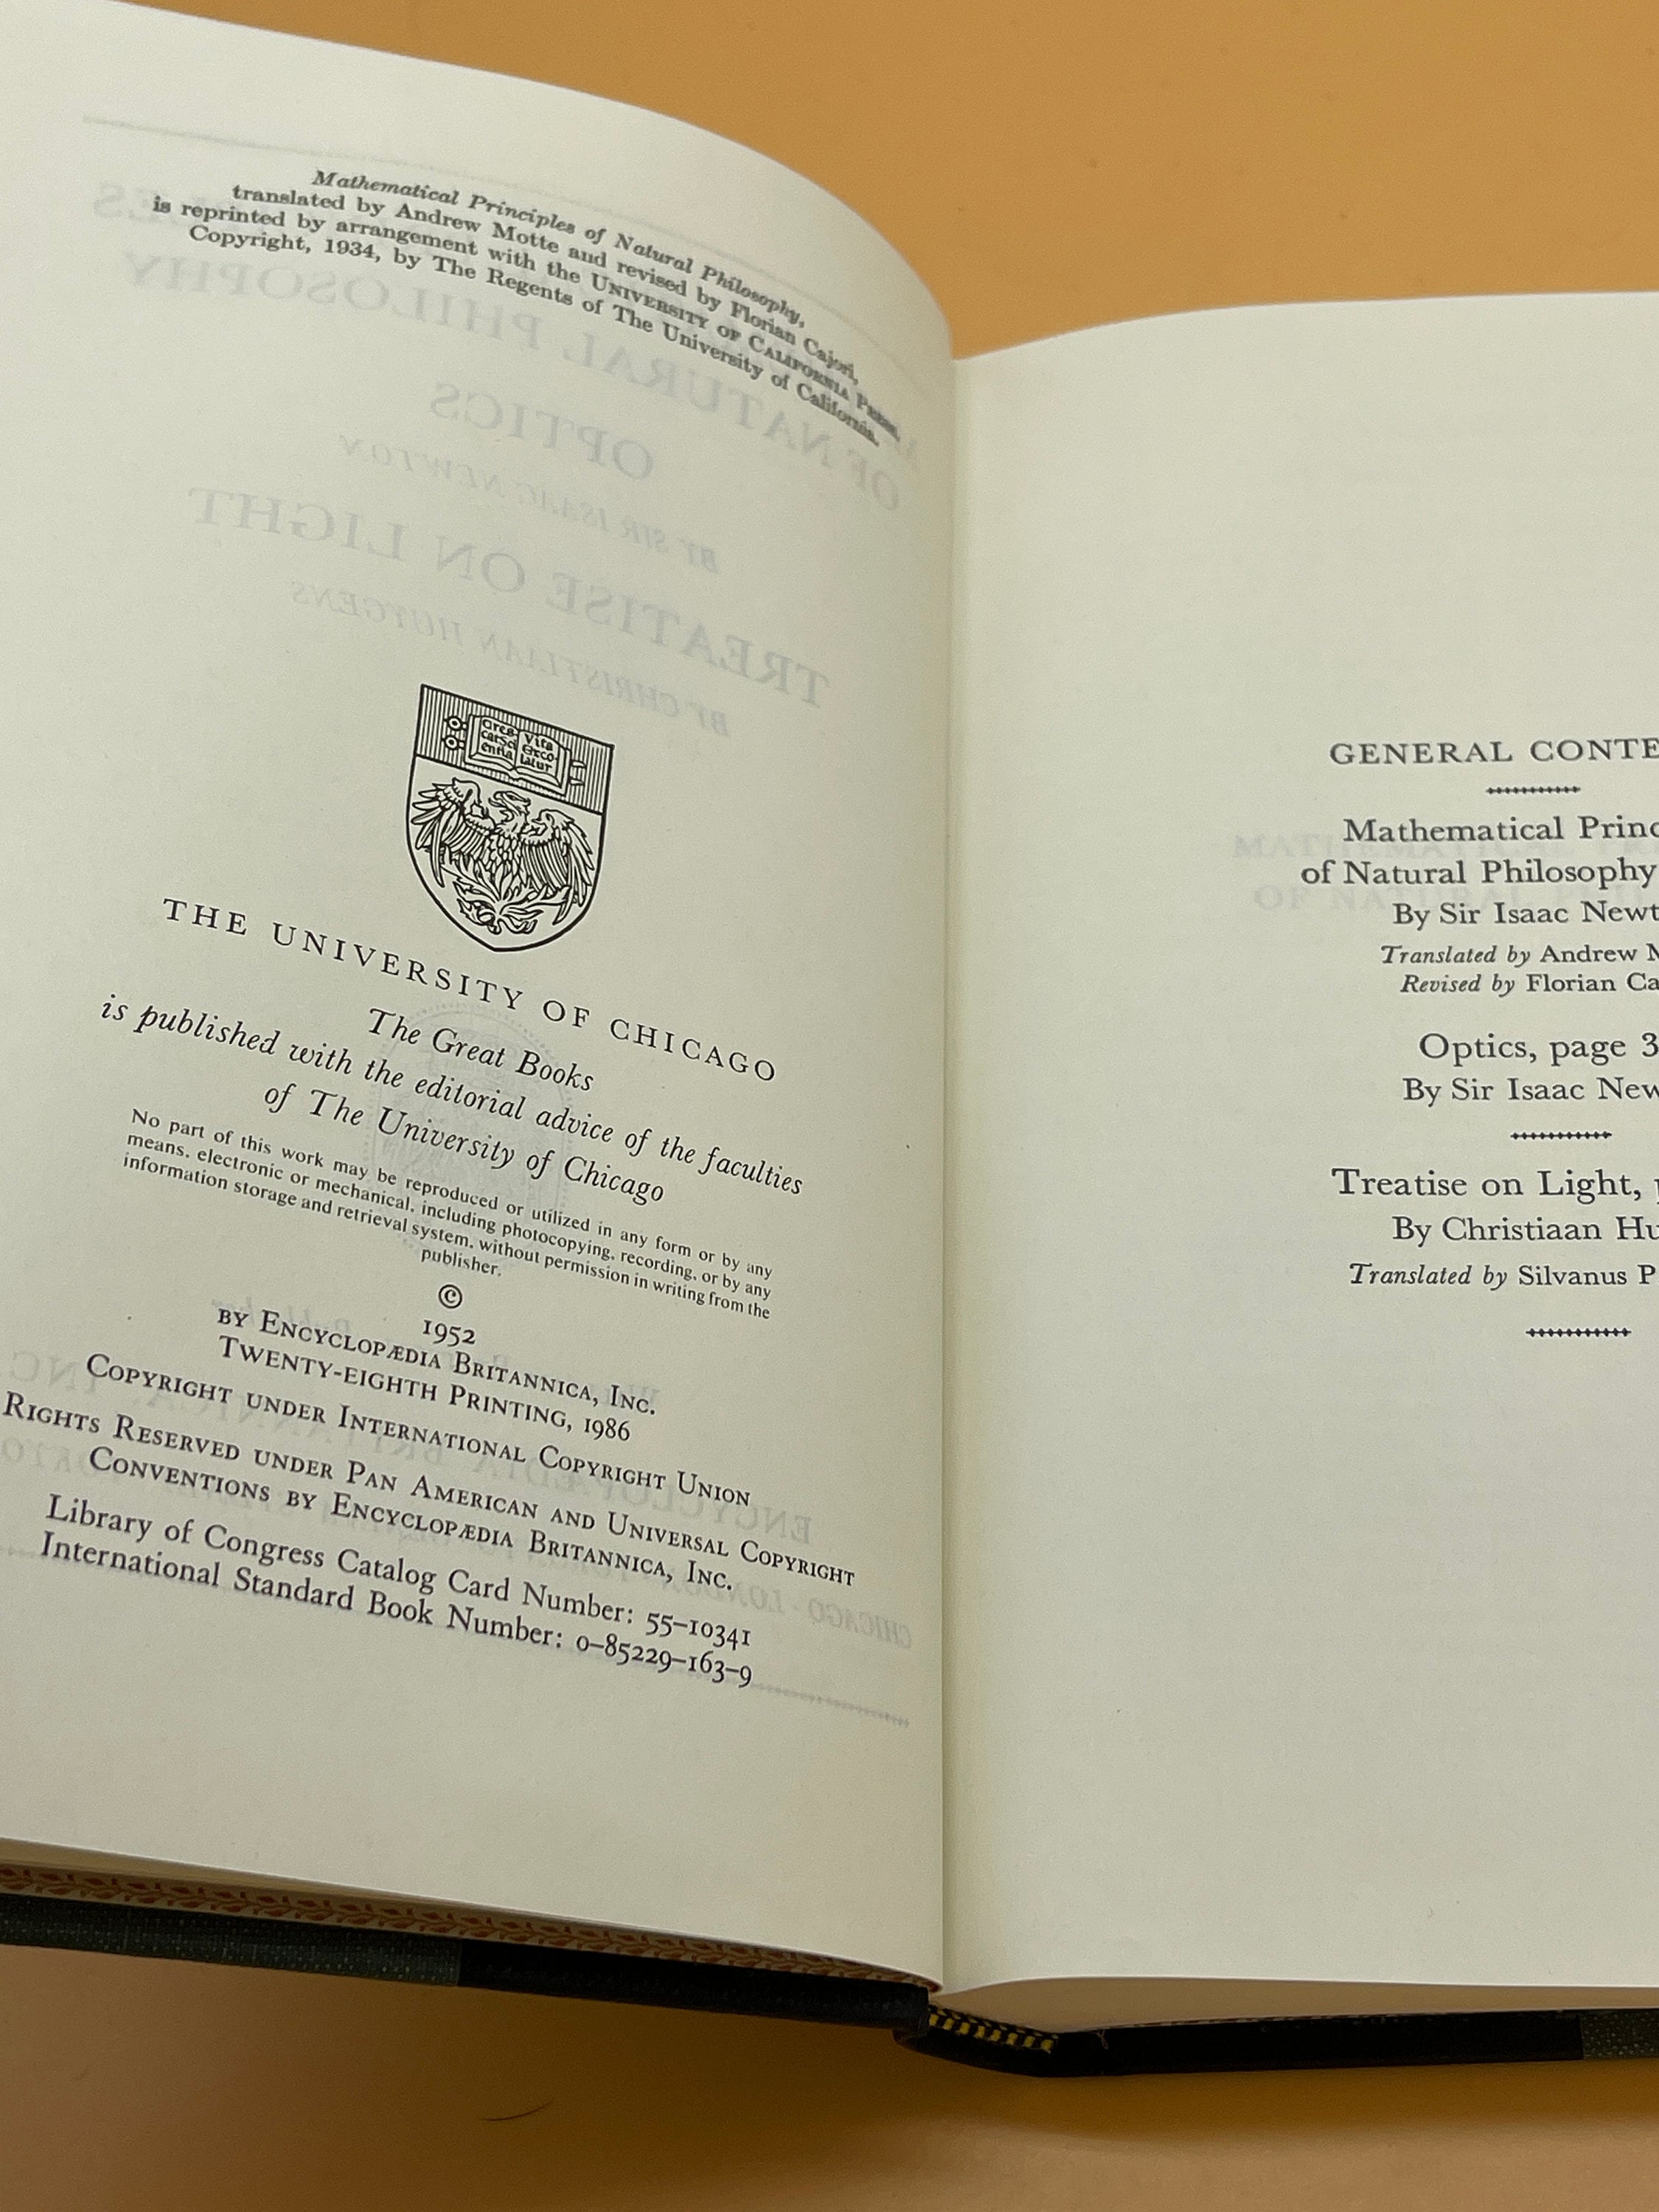 Mathematical Principles of Natural Philosophy,
translated by Andrew Motte and revised by Florian Cajori,
is reprinted by arrangement with the UNIVERSITY OF CALIFORNIA PRESS.
Copyright, 1934, by The Regents of The University of California.
Cres Vita
cat Sci Exco
entia latur
THE UNIVERSITY OF CHICAGO
The Great Books
is published with the editorial advice of the faculties
of The University of Chicago
No part of this work may be reproduced or utilized in any form or by any
means, electronic or mechanical, including photocopying, recording, or by any
information storage and retrieval system, without permission in writing from the
publisher.
©
1952
BY ENCYCLOPÆDIA BRITANNICA, INC.
TWENTY-EIGHTH PRINTING, 1986
COPYRIGHT UNDER INTERNATIONAL COPYRIGHT UNION
RIGHTS RESERVED UNDER PAN AMERICAN AND UNIVERSAL COPYRIGHT
CONVENTIONS BY ENCYCLOPÆDIA BRITANNICA, INC.
Library of Congress Catalog Card Number: 55–10341
International Standard Book Number: 0–85229–163–9
GENERAL CONTE
Mathematical Princ
of Natural Philosophy
By Sir Isaac Newt
Translated by Andrew M
Revised by Florian Ca
Optics, page 3
By Sir Isaac New
Treatise on Light, p
By Christiaan Hu
Translated by Silvanus P